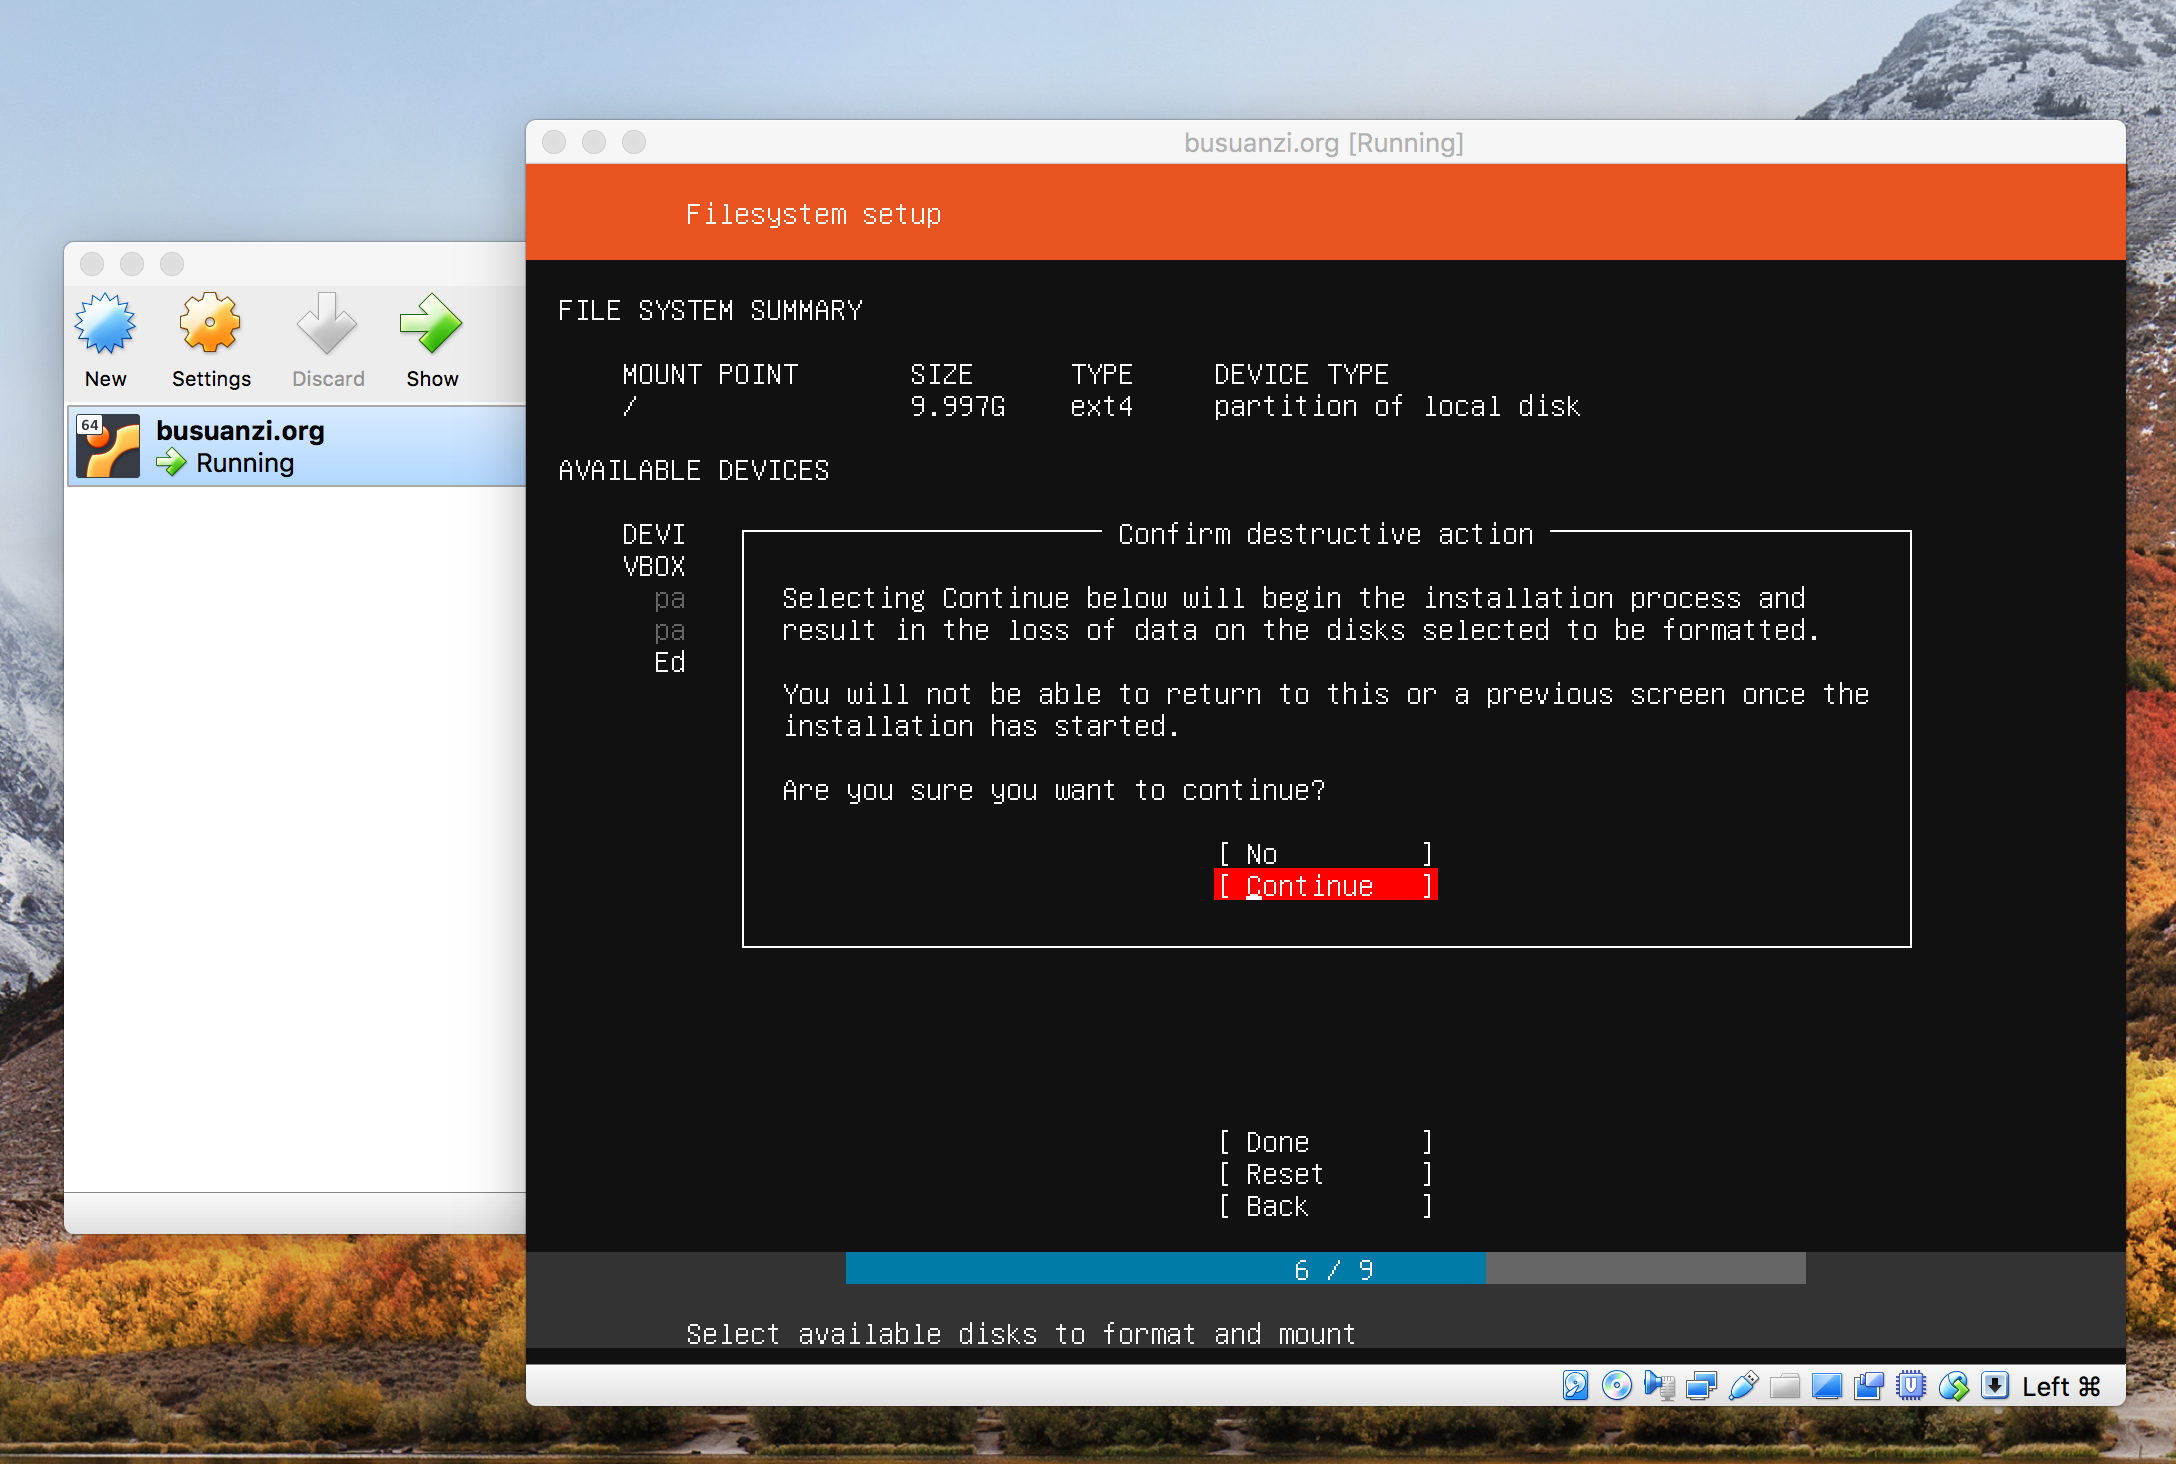 New
Settings
Discard
Show
64
busuanzi.org
Running
busuanzi.org [Running]
Filesystem setup
FILE SYSTEM SUMMARY
MOUNT POINT SIZE TYPE DEVICE TYPE
/ 9.997G ext4 partition of local disk
AVAILABLE DEVICES
DEVI
VBOX
pa
pa
Ed
Confirm destructive action
Selecting Continue below will begin the installation process and
result in the loss of data on the disks selected to be formatted.
You will not be able to return to this or a previous screen once the
installation has started.
Are you sure you want to continue?
[ No ]
[ Continue ]
[ Done ]
[ Reset ]
[ Back ]
6 / 9
Select available disks to format and mount
Left ⌘